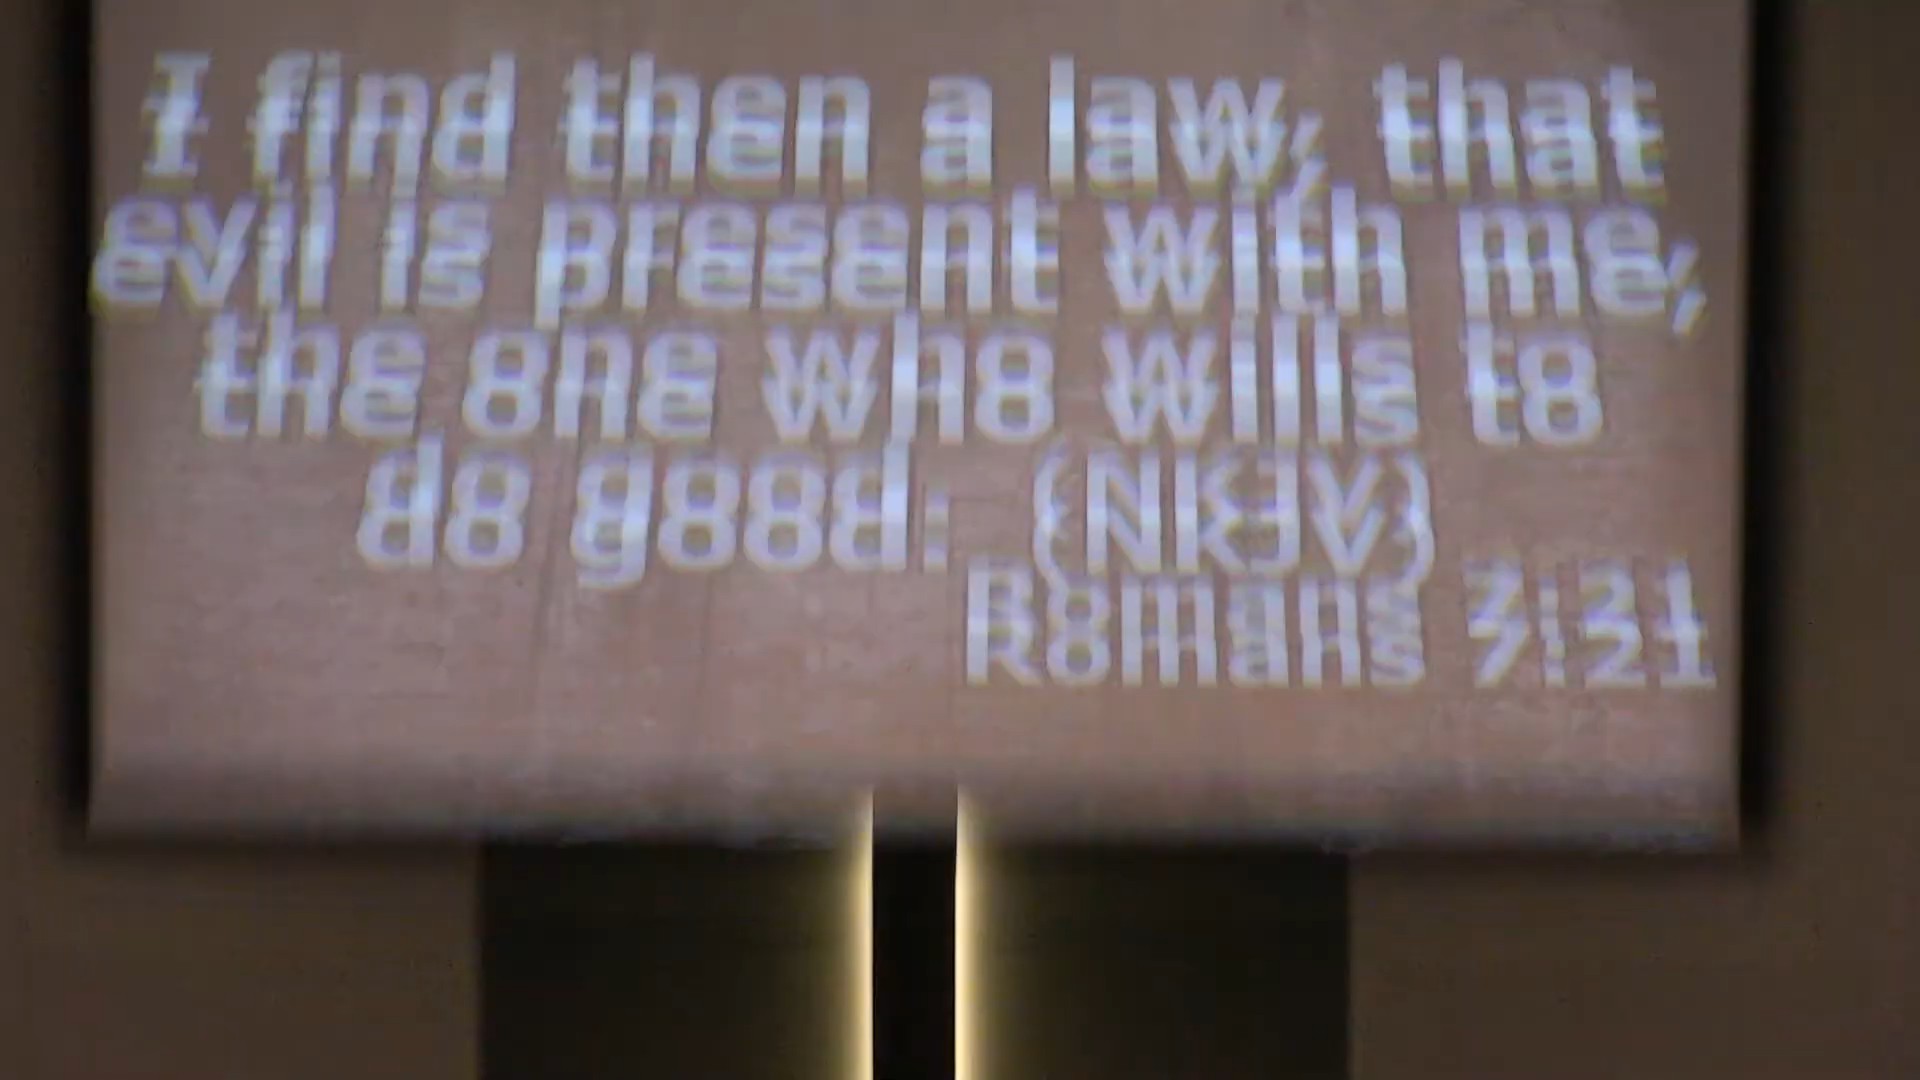 I find then a law, that
evil is present with me,
the one who wills to
do good: (NKJV)
Romans 7:21